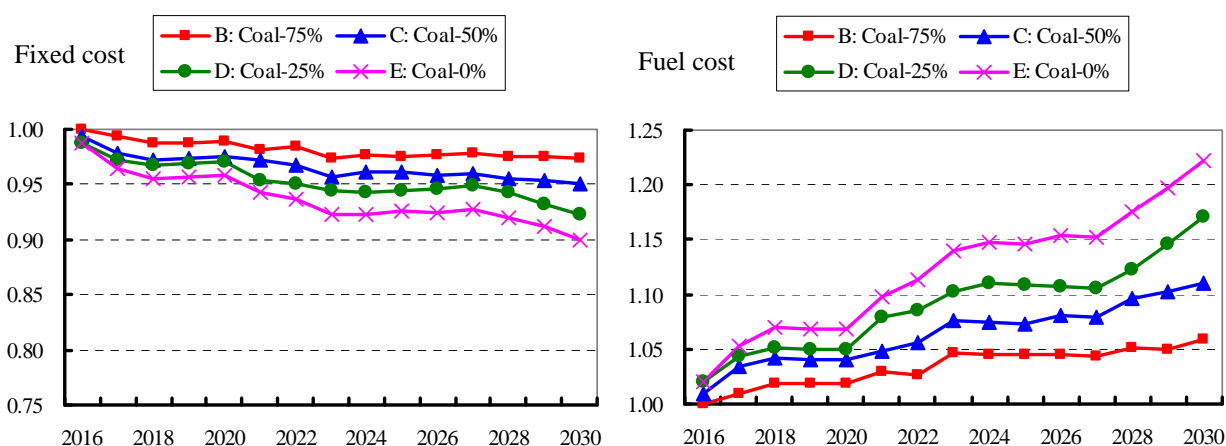 Fixed cost
B: Coal-75%
C: Coal-50%
D: Coal-25%
E: Coal-0%
1.00
0.95
0.90
0.85
0.80
0.75
2016 2018 2020 2022 2024 2026 2028 2030
Fuel cost
B: Coal-75%
C: Coal-50%
D: Coal-25%
E: Coal-0%
1.25
1.20
1.15
1.10
1.05
1.00
2016 2018 2020 2022 2024 2026 2028 2030